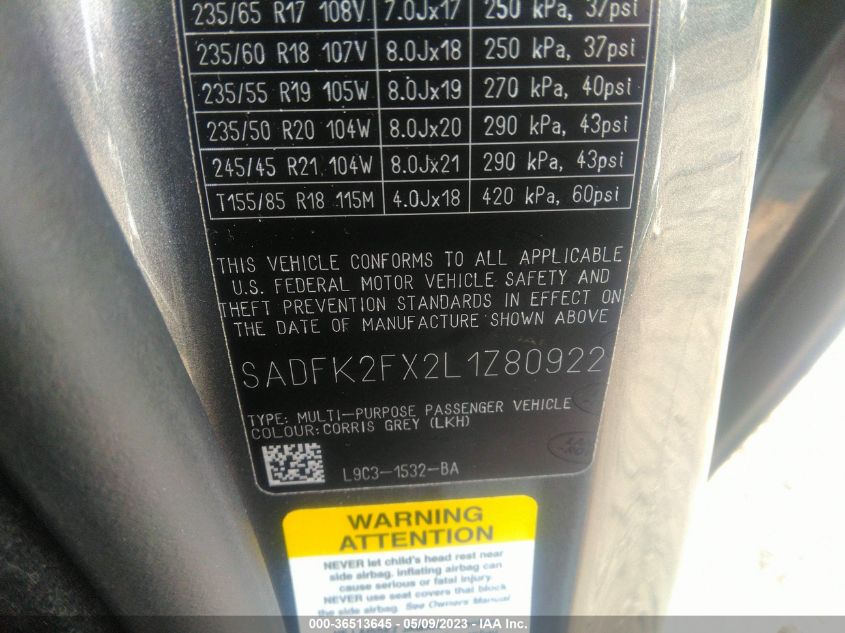 235/65 R17 108V 7.0Jx17 250 kPa, 37psi
235/60 R18 107V 8.0Jx18 250 kPa, 37psi
235/55 R19 105W 8.0Jx19 270 kPa, 40psi
235/50 R20 104W 8.0Jx20 290 kPa, 43psi
245/45 R21 104W 8.0Jx21 290 kPa, 43psi
T155/85 R18 115M 4.0Jx18 420 kPa, 60psi
THIS VEHICLE CONFORMS TO ALL APPLICABLE
U.S. FEDERAL MOTOR VEHICLE SAFETY AND
THEFT PREVENTION STANDARDS IN EFFECT ON
THE DATE OF MANUFACTURE SHOWN ABOVE
SADFK2FX2L1Z80922
TYPE: MULTI-PURPOSE PASSENGER VEHICLE
COLOUR:CORRIS GREY (LKH)
L9C3-1532-BA
WARNING
ATTENTION
NEVER let child's head rest near
side airbag, inflating airbag can
cause serious or fatal injury.
NEVER use seat covers that block
the side airbag. See Owners Manual
000-36513645 - 05/09/2023 - IAAI.COM